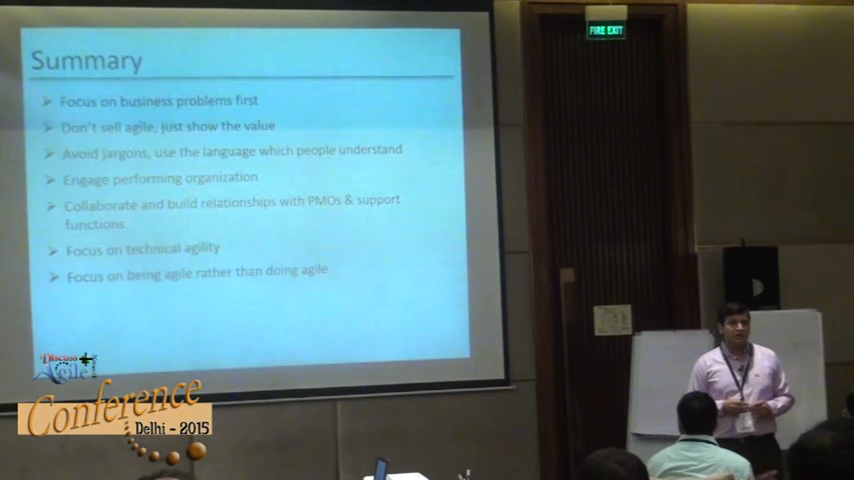 FIRE EXIT
Summary
Focus on business problems first
Don't sell agile, just show the value
Avoid jargons, use the language which people understand
Engage performing organization
Collaborate and build relationships with PMOs & support
functions
Focus on technical agility
Focus on being agile rather than doing agile
Discuss
Agile
Conference
Delhi - 2015